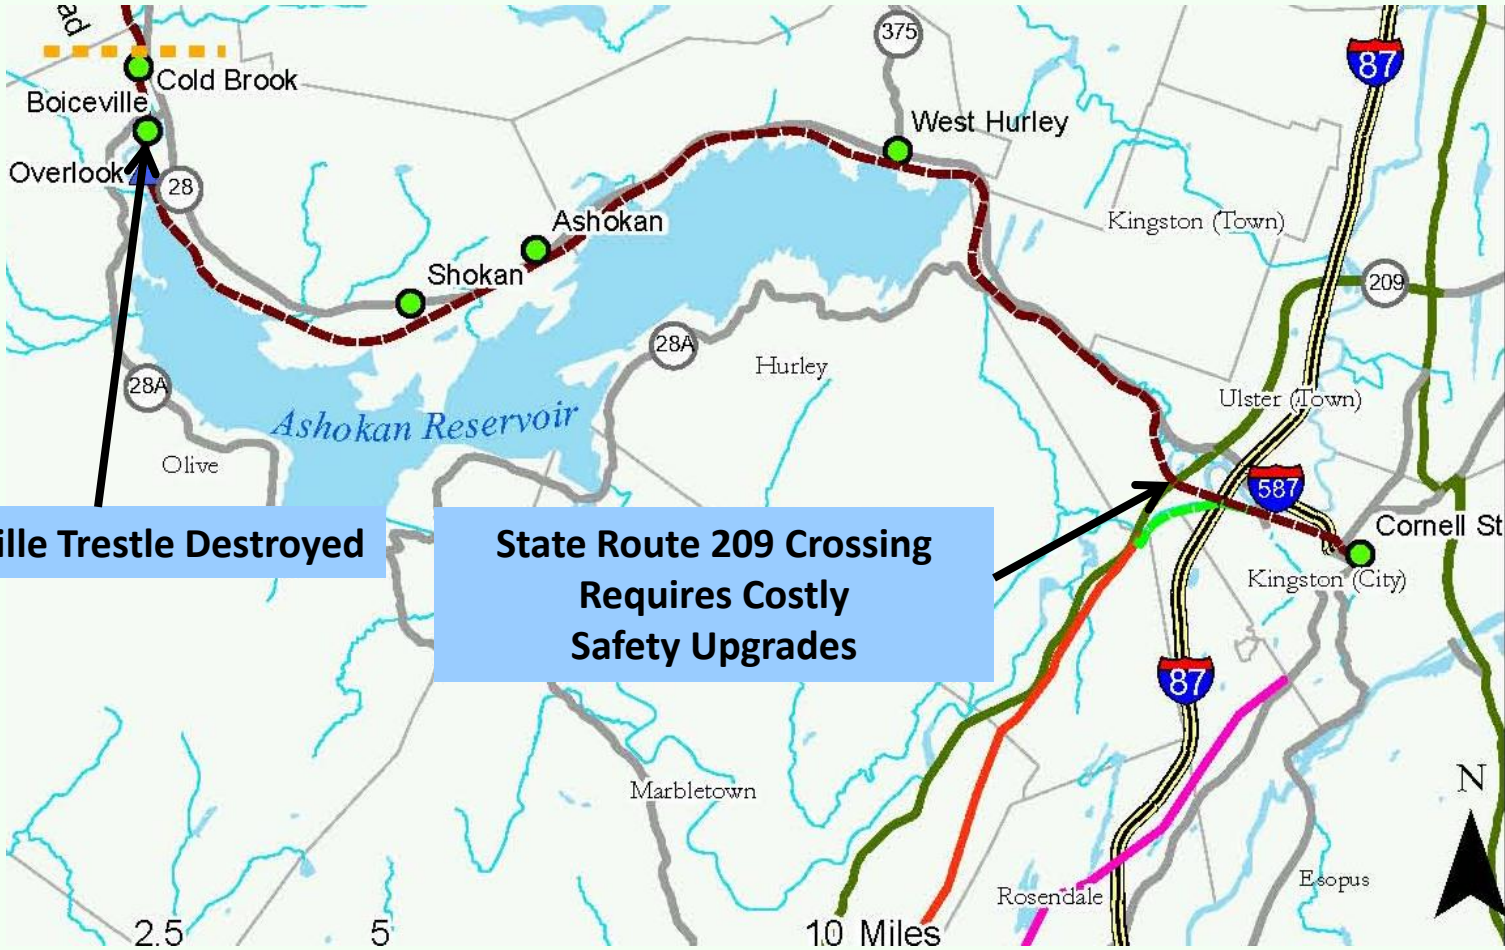 ad
375
87
Cold Brook
Boiceville
West Hurley
Overlook
28
Ashokan
Kingston (Town)
Shokan
209
28A
Hurley
28A
Ulster (Town)
Ashokan Reservoir
Olive
587
Cornell St
ille Trestle Destroyed
State Route 209 Crossing
Requires Costly
Safety Upgrades
Kingston (City)
87
Marbletown
N
Esopus
Rosendale
2.5 5 10 Miles